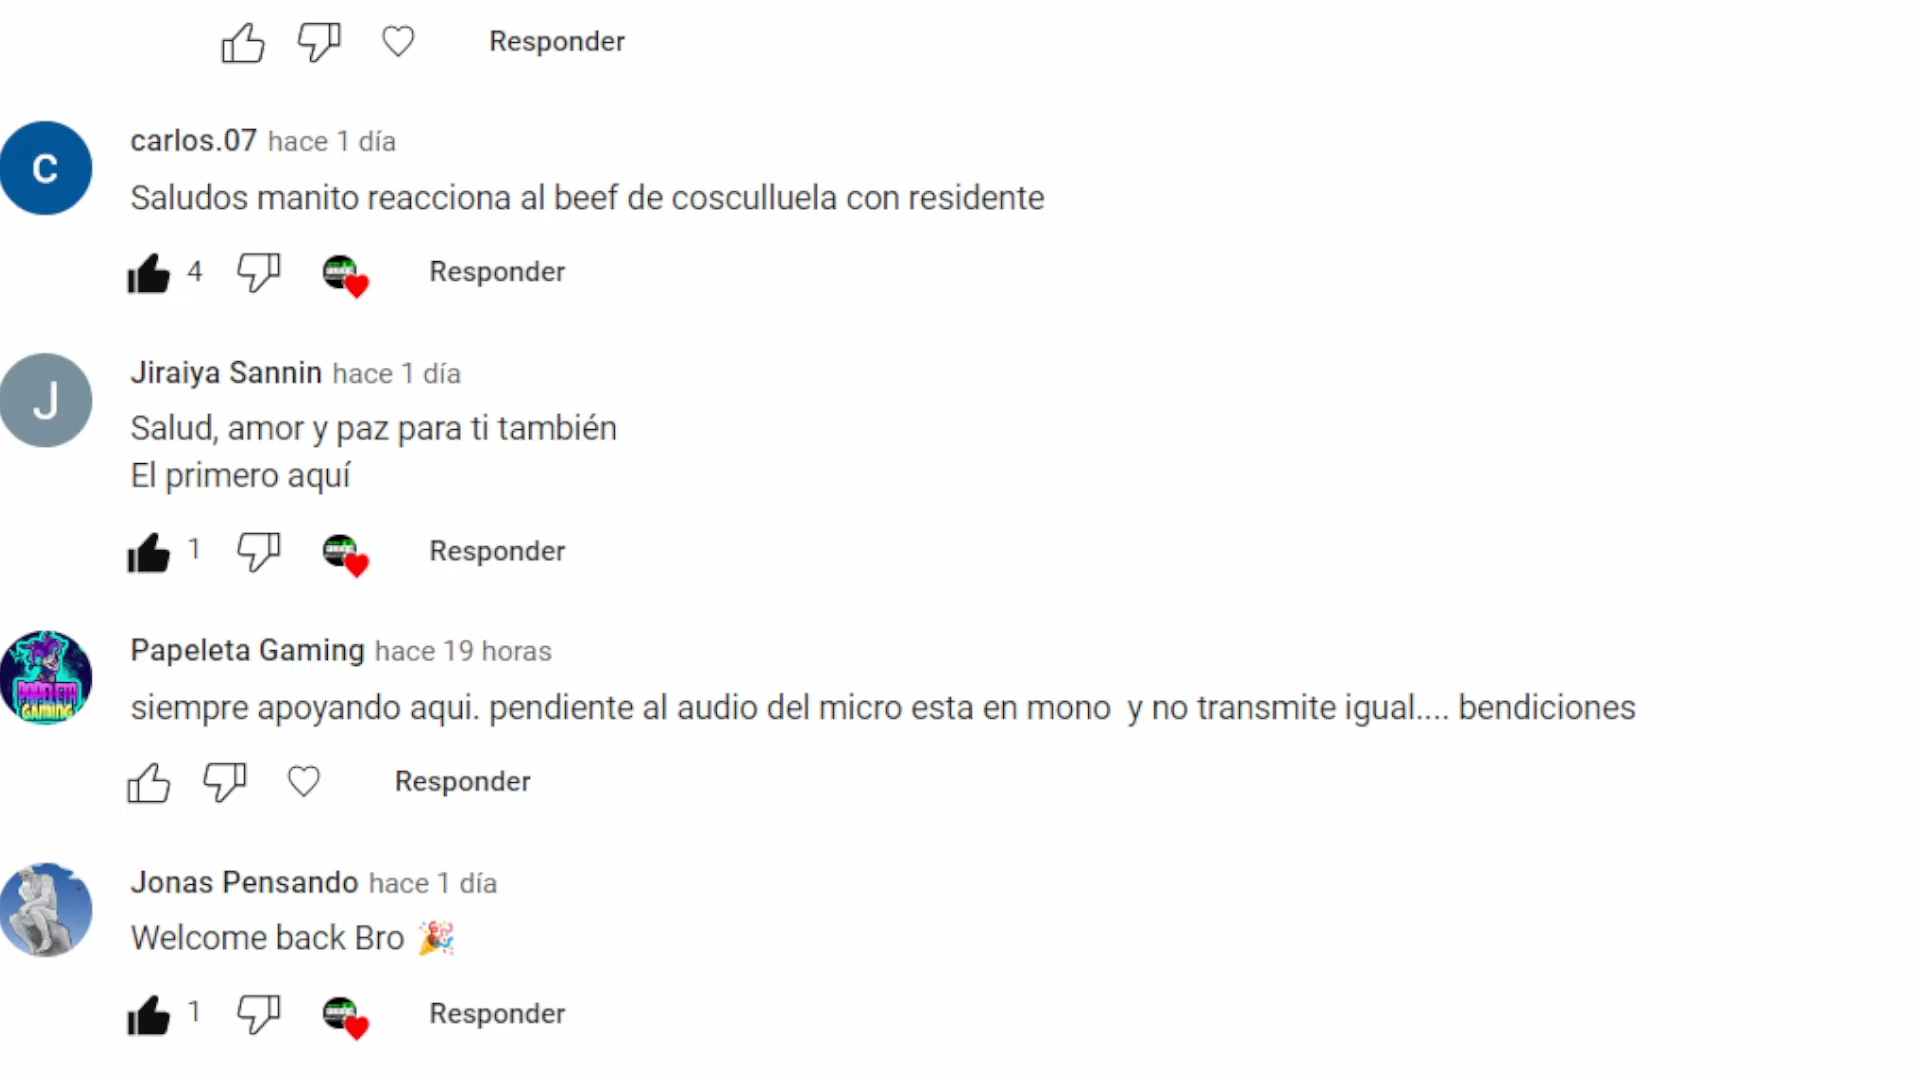 Responder
carlos.07 hace 1 día
C
Saludos manito reacciona al beef de cosculluela con residente
4 Responder
Jiraiya Sannin hace 1 día
J
Salud, amor y paz para ti también
El primero aquí
1 Responder
Papeleta Gaming hace 19 horas
PAPELETA
GAMING
siempre apoyando aqui. pendiente al audio del micro esta en mono  y no transmite igual.... bendiciones
Responder
Jonas Pensando hace 1 día
Welcome back Bro 🎉
1 Responder